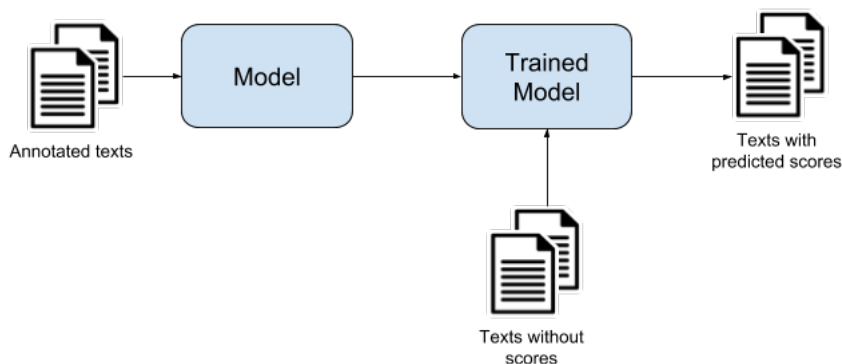 Annotated texts
Model
Trained
Model
Texts with
predicted scores
Texts without
scores